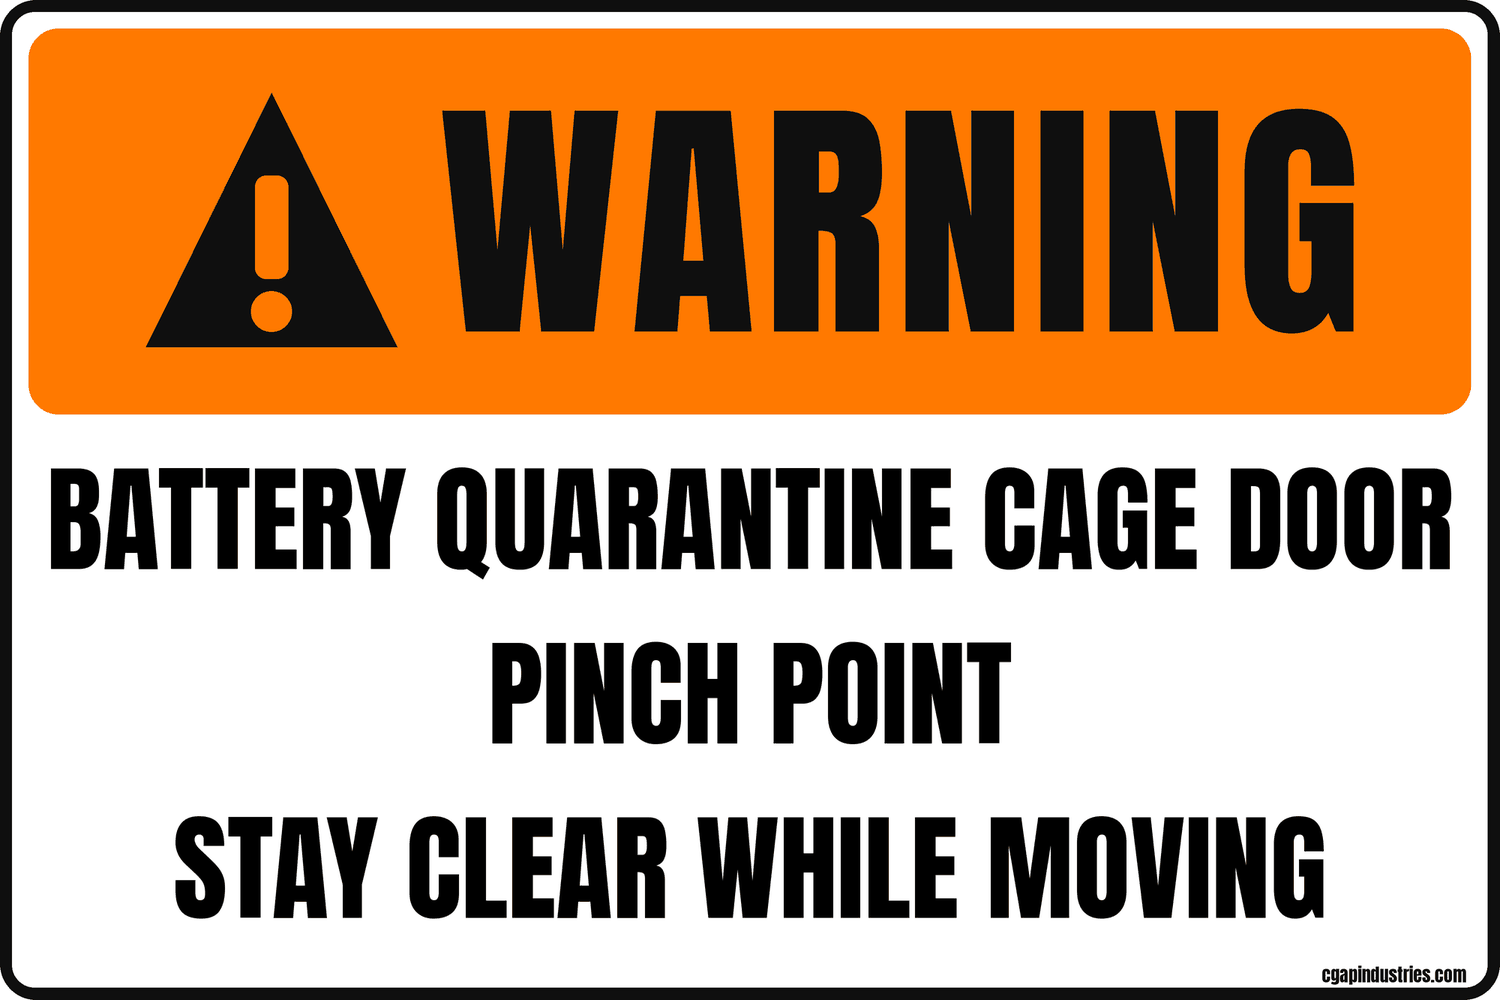 WARNING
BATTERY QUARANTINE CAGE DOOR
PINCH POINT
STAY CLEAR WHILE MOVING
cgapindustries.com